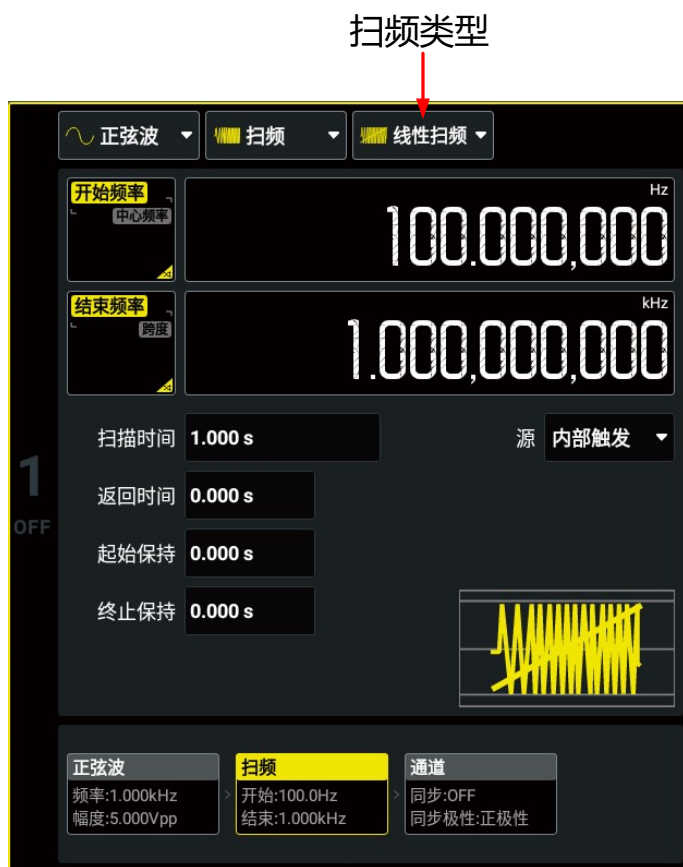 扫频类型
正弦波 扫频 线性扫频
开始频率
中心频率
Hz
100.000,000
结束频率
跨度
kHz
1.000,000,000
扫描时间 1.000 s 源 内部触发
返回时间 0.000 s
起始保持 0.000 s
终止保持 0.000 s
1
OFF
正弦波
频率:1.000kHz
幅度:5.000Vpp
扫频
开始:100.0Hz
结束:1.000kHz
通道
同步:OFF
同步极性:正极性